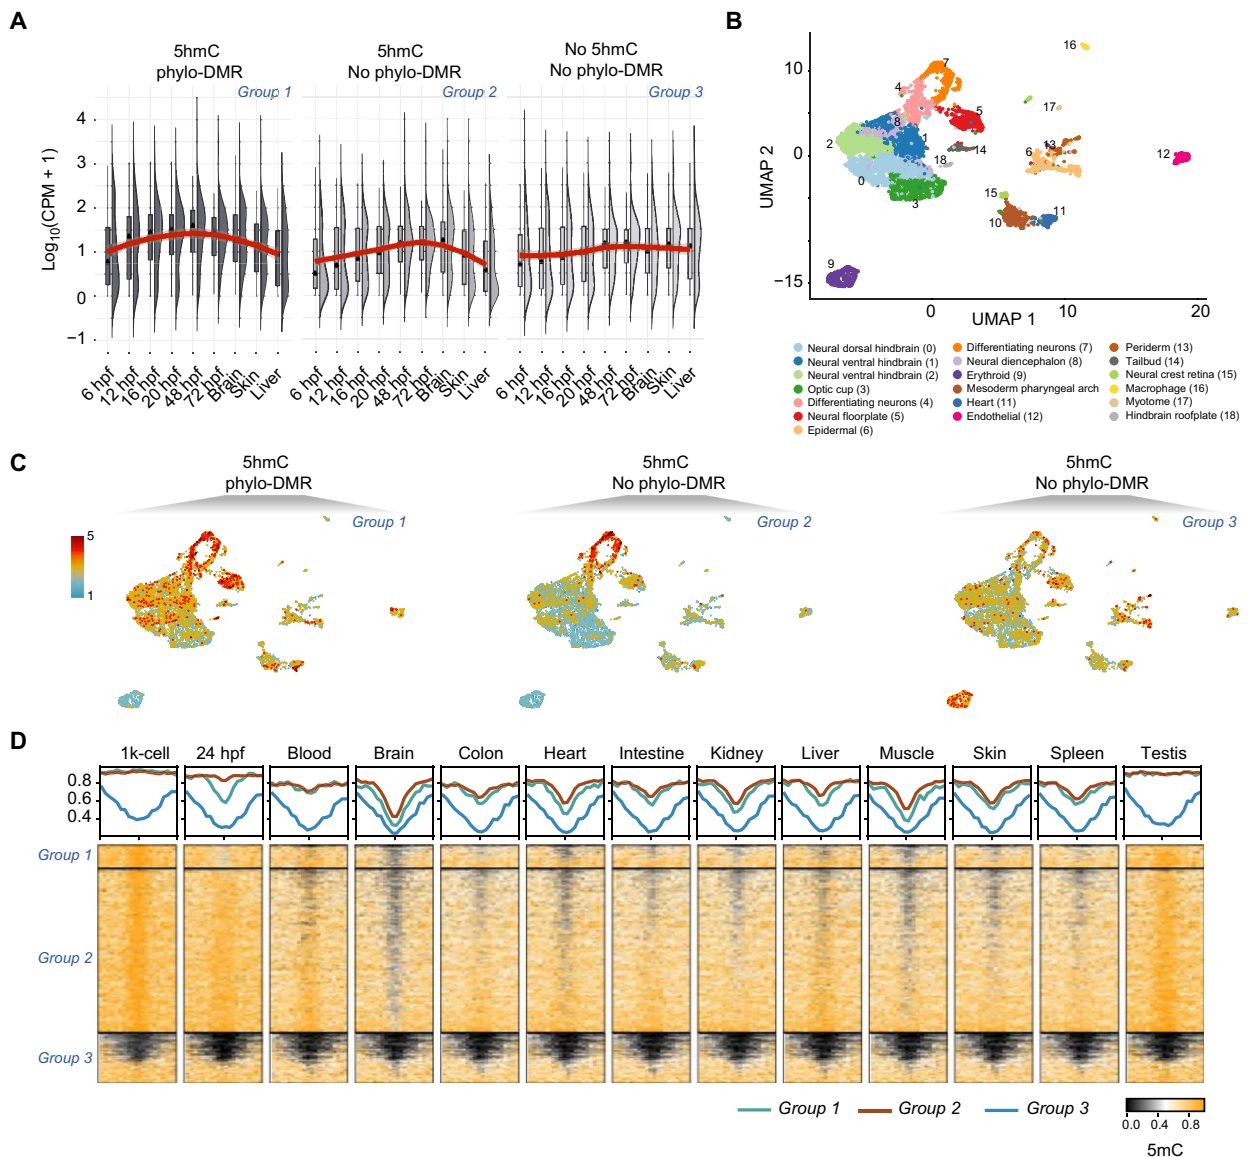 A
5hmC
phylo-DMR
Group 1
5hmC
No phylo-DMR
Group 2
No 5hmC
No phylo-DMR
Group 3
Log10(CPM + 1)
4
3
2
1
0
−1
6 hpf
12 hpf
16 hpf
20 hpf
48 hpf
72 hpf
Brain
Skin
Liver
6 hpf
12 hpf
16 hpf
20 hpf
48 hpf
72 hpf
Brain
Skin
Liver
6 hpf
12 hpf
16 hpf
20 hpf
48 hpf
72 hpf
Brain
Skin
Liver
B
UMAP 2
10
0
−15
0
10
20
UMAP 1
16
7
4
17
5
8
1
2
13
6
14
12
18
0
3
15
10
11
9
Neural dorsal hindbrain (0)
Neural ventral hindbrain (1)
Neural ventral hindbrain (2)
Optic cup (3)
Differentiating neurons (4)
Neural floorplate (5)
Epidermal (6)
Differentiating neurons (7)
Neural diencephalon (8)
Erythroid (9)
Mesoderm pharyngeal arch
Heart (11)
Endothelial (12)
Periderm (13)
Tailbud (14)
Neural crest retina (15)
Macrophage (16)
Myotome (17)
Hindbrain roofplate (18)
C
5hmC
phylo-DMR
Group 1
5hmC
No phylo-DMR
Group 2
5hmC
No phylo-DMR
Group 3
5
1
D
1k-cell
24 hpf
Blood
Brain
Colon
Heart
Intestine
Kidney
Liver
Muscle
Skin
Spleen
Testis
0.8
0.6
0.4
Group 1
Group 2
Group 3
Group 1
Group 2
Group 3
0.0
0.4
0.8
5mC